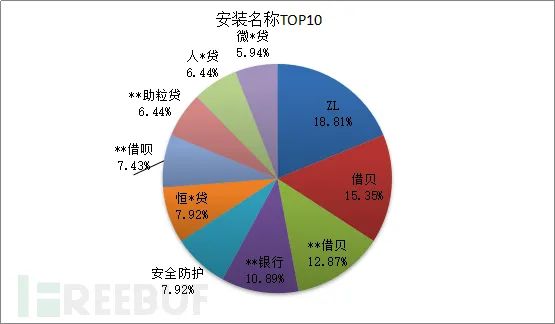 安装名称TOP10
微*贷
5.94%
人*贷
6.44%
**助粒贷
6.44%
**借呗
7.43%
恒*贷
7.92%
安全防护
7.92%
**银行
10.89%
**借贝
12.87%
借贝
15.35%
ZL
18.81%
REEBUF